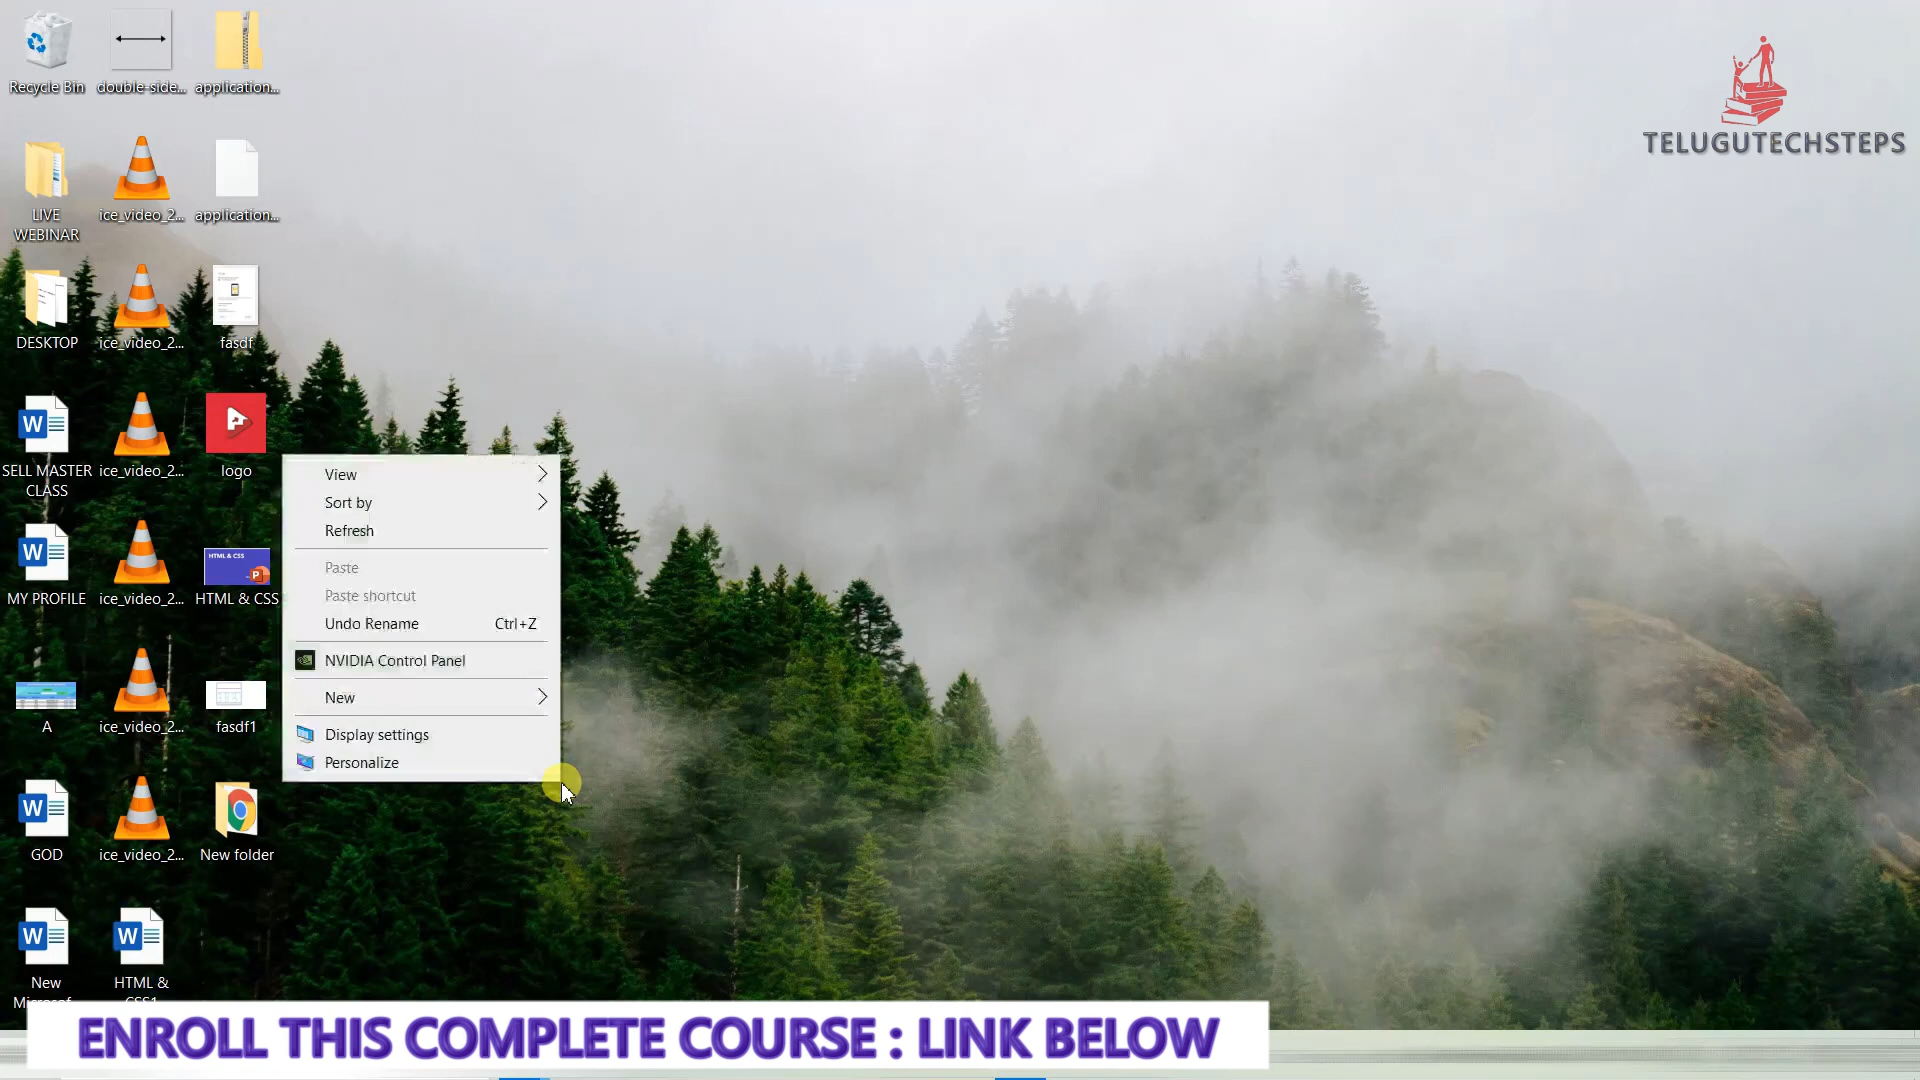 Recycle Bin
double-side...
application...
TELUGUTECHSTEPS
LIVE
WEBINAR
ice_video_2...
application...
DESKTOP
ice_video_2...
fasdf
SELL MASTER
CLASS
ice_video_2...
logo
MY PROFILE
ice_video_2...
HTML & CSS
HTML & CSS
A
ice_video_2...
fasdf1
GOD
ice_video_2...
New folder
New
HTML &
View
Sort by
Refresh
Paste
Paste shortcut
Undo Rename Ctrl+Z
NVIDIA Control Panel
New
Display settings
Personalize
ENROLL THIS COMPLETE COURSE : LINK BELOW